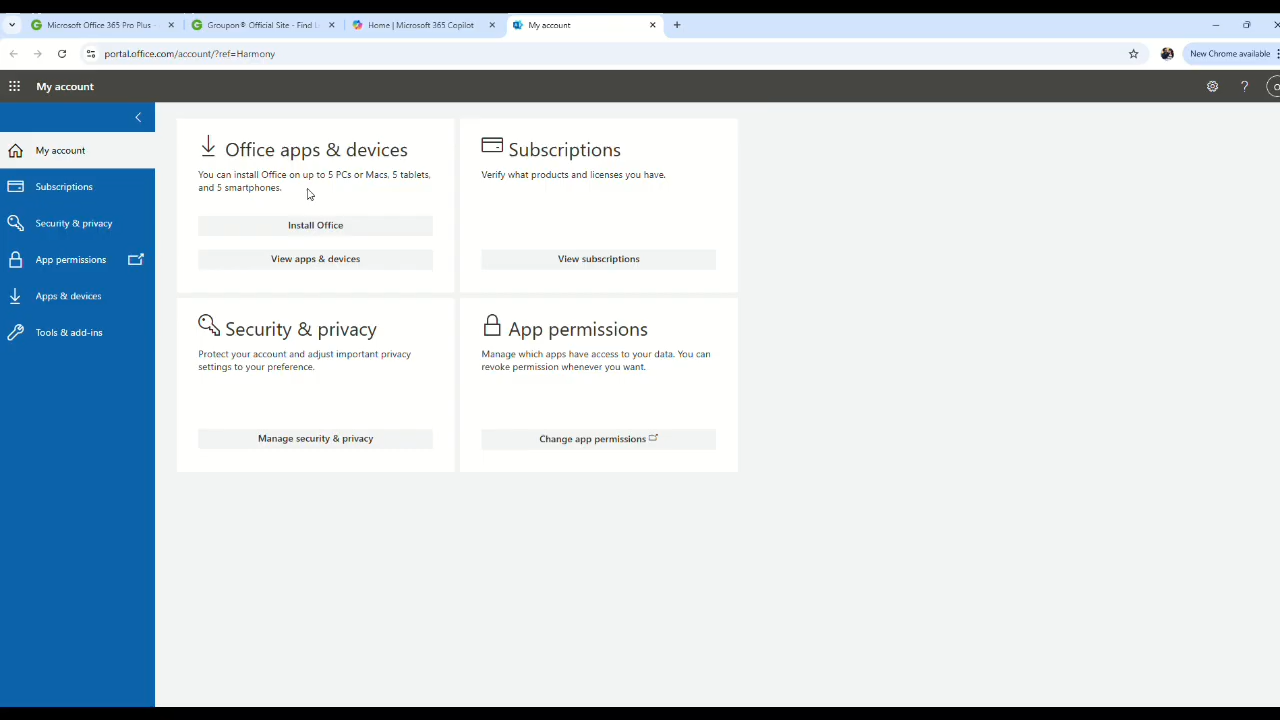 Microsoft Office 365 Pro Plus
Groupon® Official Site - Find
Home | Microsoft 365 Copilot
My account
portal.office.com/account/?ref=Harmony
New Chrome available
My account
My account
Subscriptions
Security & privacy
App permissions
Apps & devices
Tools & add-ins
Office apps & devices
You can install Office on up to 5 PCs or Macs, 5 tablets,
and 5 smartphones.
Install Office
View apps & devices
Subscriptions
Verify what products and licenses you have.
View subscriptions
Security & privacy
Protect your account and adjust important privacy
settings to your preference.
Manage security & privacy
App permissions
Manage which apps have access to your data. You can
revoke permission whenever you want.
Change app permissions